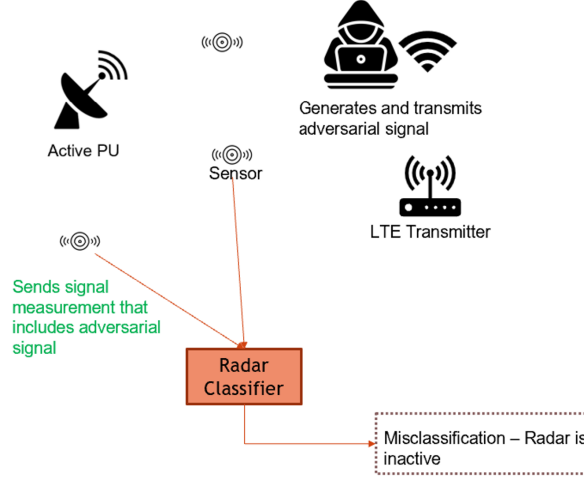 Generates and transmits
adversarial signal
Active PU
Sensor
LTE Transmitter
Sends signal
measurement that
includes adversarial
signal
Radar
Classifier
Misclassification – Radar is
inactive